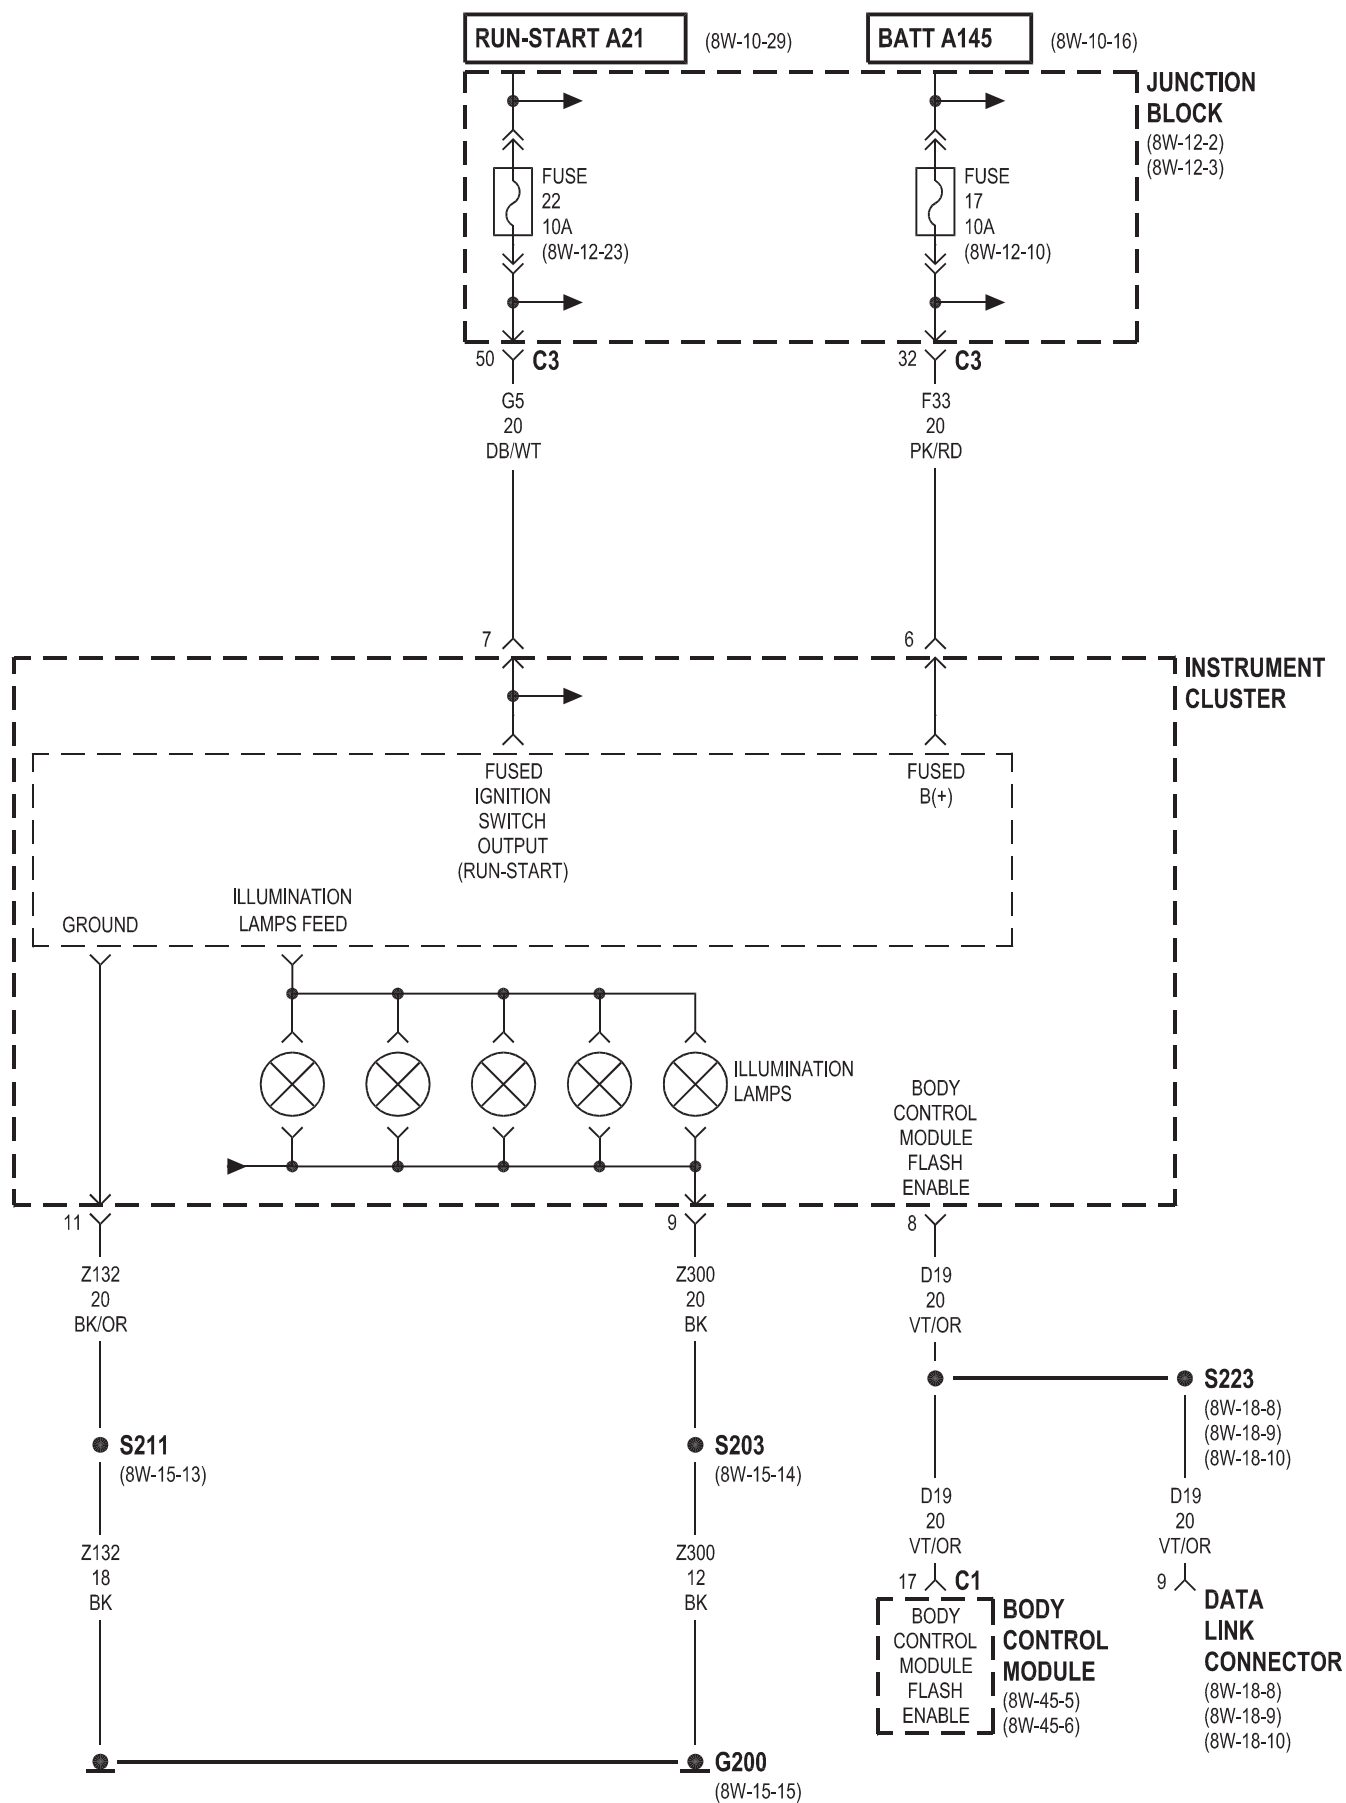 RUN-START A21
(8W-10-29)
BATT A145
(8W-10-16)
JUNCTION
BLOCK
(8W-12-2)
(8W-12-3)
FUSE
22
10A
(8W-12-23)
FUSE
17
10A
(8W-12-10)
50
C3
32
C3
G5
20
DB/WT
F33
20
PK/RD
7
6
INSTRUMENT
CLUSTER
FUSED
IGNITION
SWITCH
OUTPUT
(RUN-START)
FUSED
B(+)
GROUND
ILLUMINATION
LAMPS FEED
ILLUMINATION
LAMPS
BODY
CONTROL
MODULE
FLASH
ENABLE
11
9
8
Z132
20
BK/OR
Z300
20
BK
D19
20
VT/OR
S211
(8W-15-13)
S203
(8W-15-14)
S223
(8W-18-8)
(8W-18-9)
(8W-18-10)
Z132
18
BK
Z300
12
BK
D19
20
VT/OR
D19
20
VT/OR
17
C1
9
BODY
CONTROL
MODULE
FLASH
ENABLE
BODY
CONTROL
MODULE
(8W-45-5)
(8W-45-6)
DATA
LINK
CONNECTOR
(8W-18-8)
(8W-18-9)
(8W-18-10)
G200
(8W-15-15)